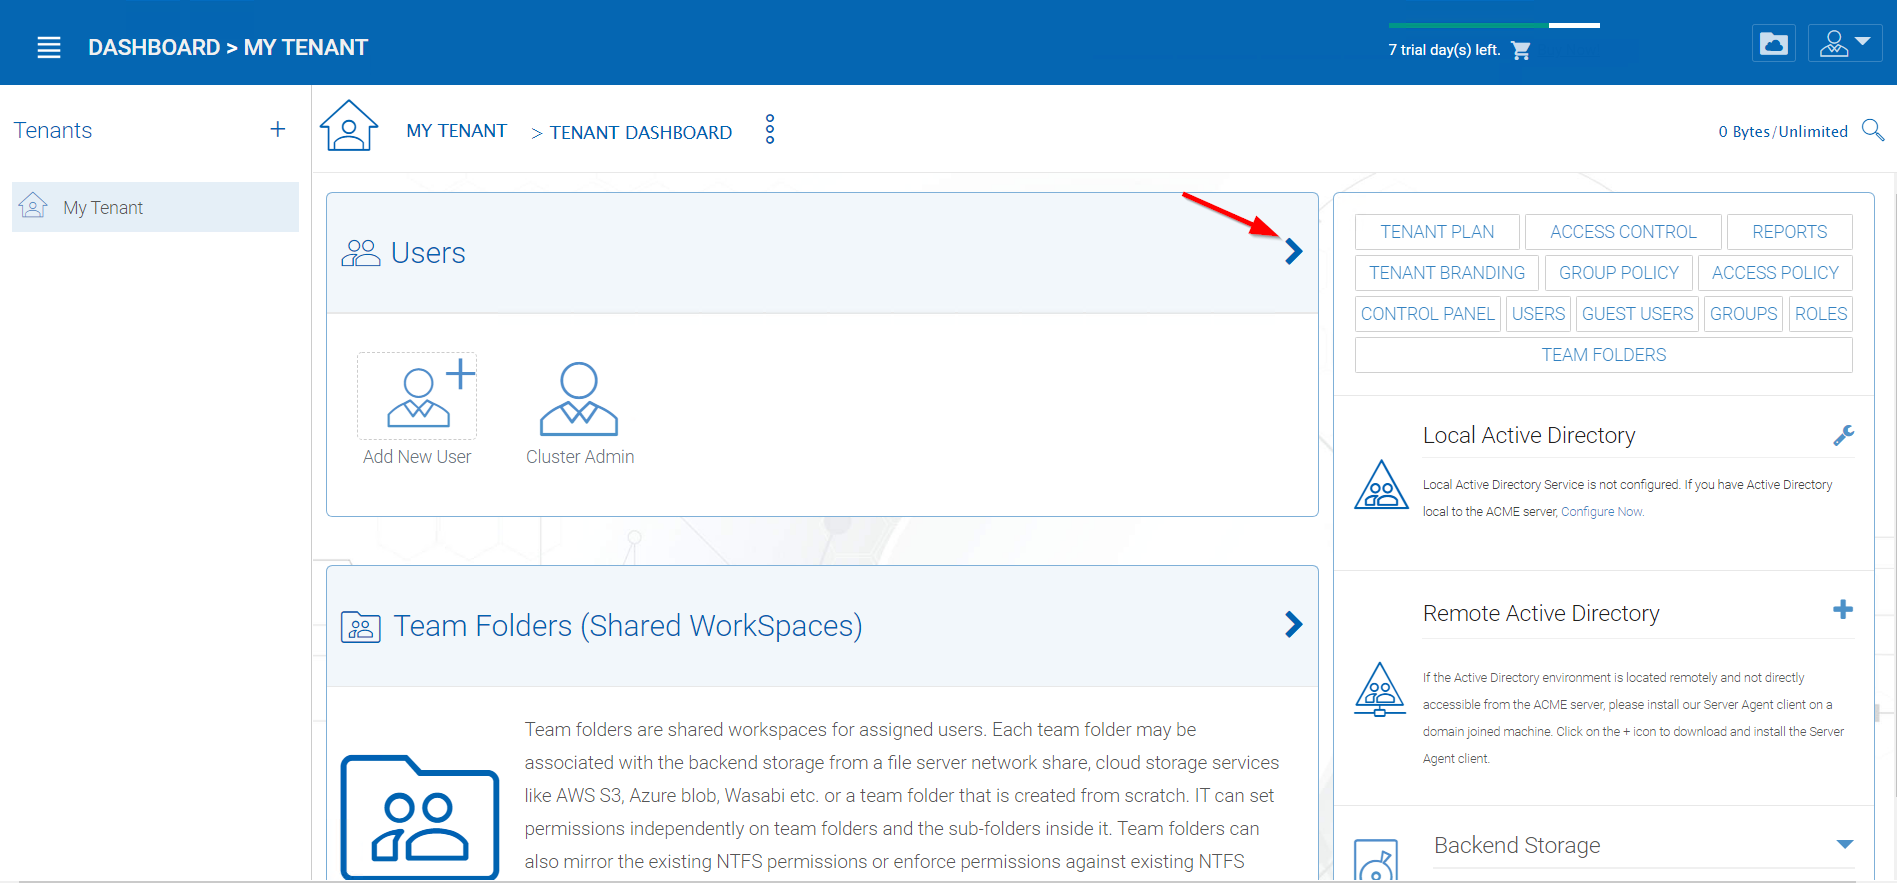 DASHBOARD > MY TENANT
7 trial day(s) left.
Tenants
My Tenant
MY TENANT > TENANT DASHBOARD
0 Bytes/Unlimited
Users
Add New User
Cluster Admin
Team Folders (Shared WorkSpaces)
Team folders are shared workspaces for assigned users. Each team folder may be
associated with the backend storage from a file server network share, cloud storage services
like AWS S3, Azure blob, Wasabi etc. or a team folder that is created from scratch. IT can set
permissions independently on team folders and the sub-folders inside it. Team folders can
also mirror the existing NTFS permissions or enforce permissions against existing NTFS
TENANT PLAN ACCESS CONTROL REPORTS
TENANT BRANDING GROUP POLICY ACCESS POLICY
CONTROL PANEL USERS GUEST USERS GROUPS ROLES
TEAM FOLDERS
Local Active Directory
Local Active Directory Service is not configured. If you have Active Directory
local to the ACME server, Configure Now.
Remote Active Directory
If the Active Directory environment is located remotely and not directly
accessible from the ACME server, please install our Server Agent client on a
domain joined machine. Click on the + icon to download and install the Server
Agent client.
Backend Storage